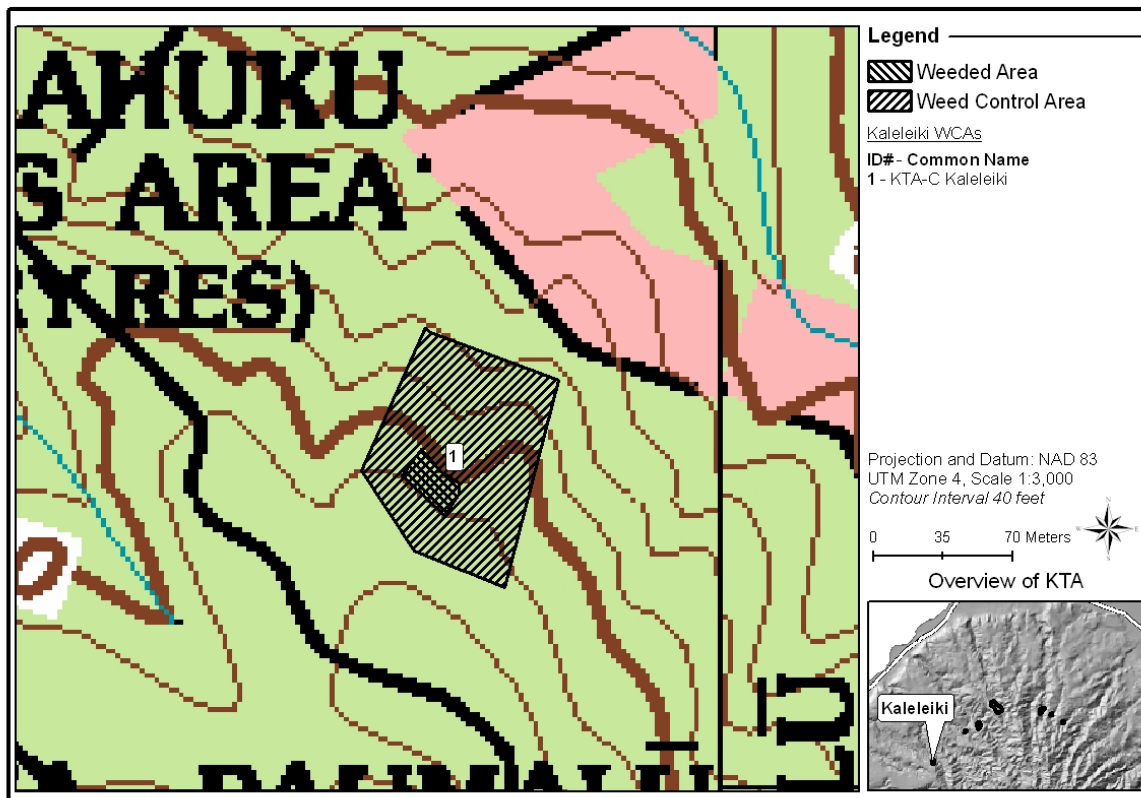 AHUKU
S AREA
RY RES)
1
Legend
Weeded Area
Weed Control Area
Kaleleiki WCAs
ID# - Common Name
1 - KTA-C Kaleleiki
Projection and Datum: NAD 83
UTM Zone 4, Scale 1:3,000
Contour Interval 40 feet
N
W E
S
0 35 70 Meters
Overview of KTA
Kaleleiki